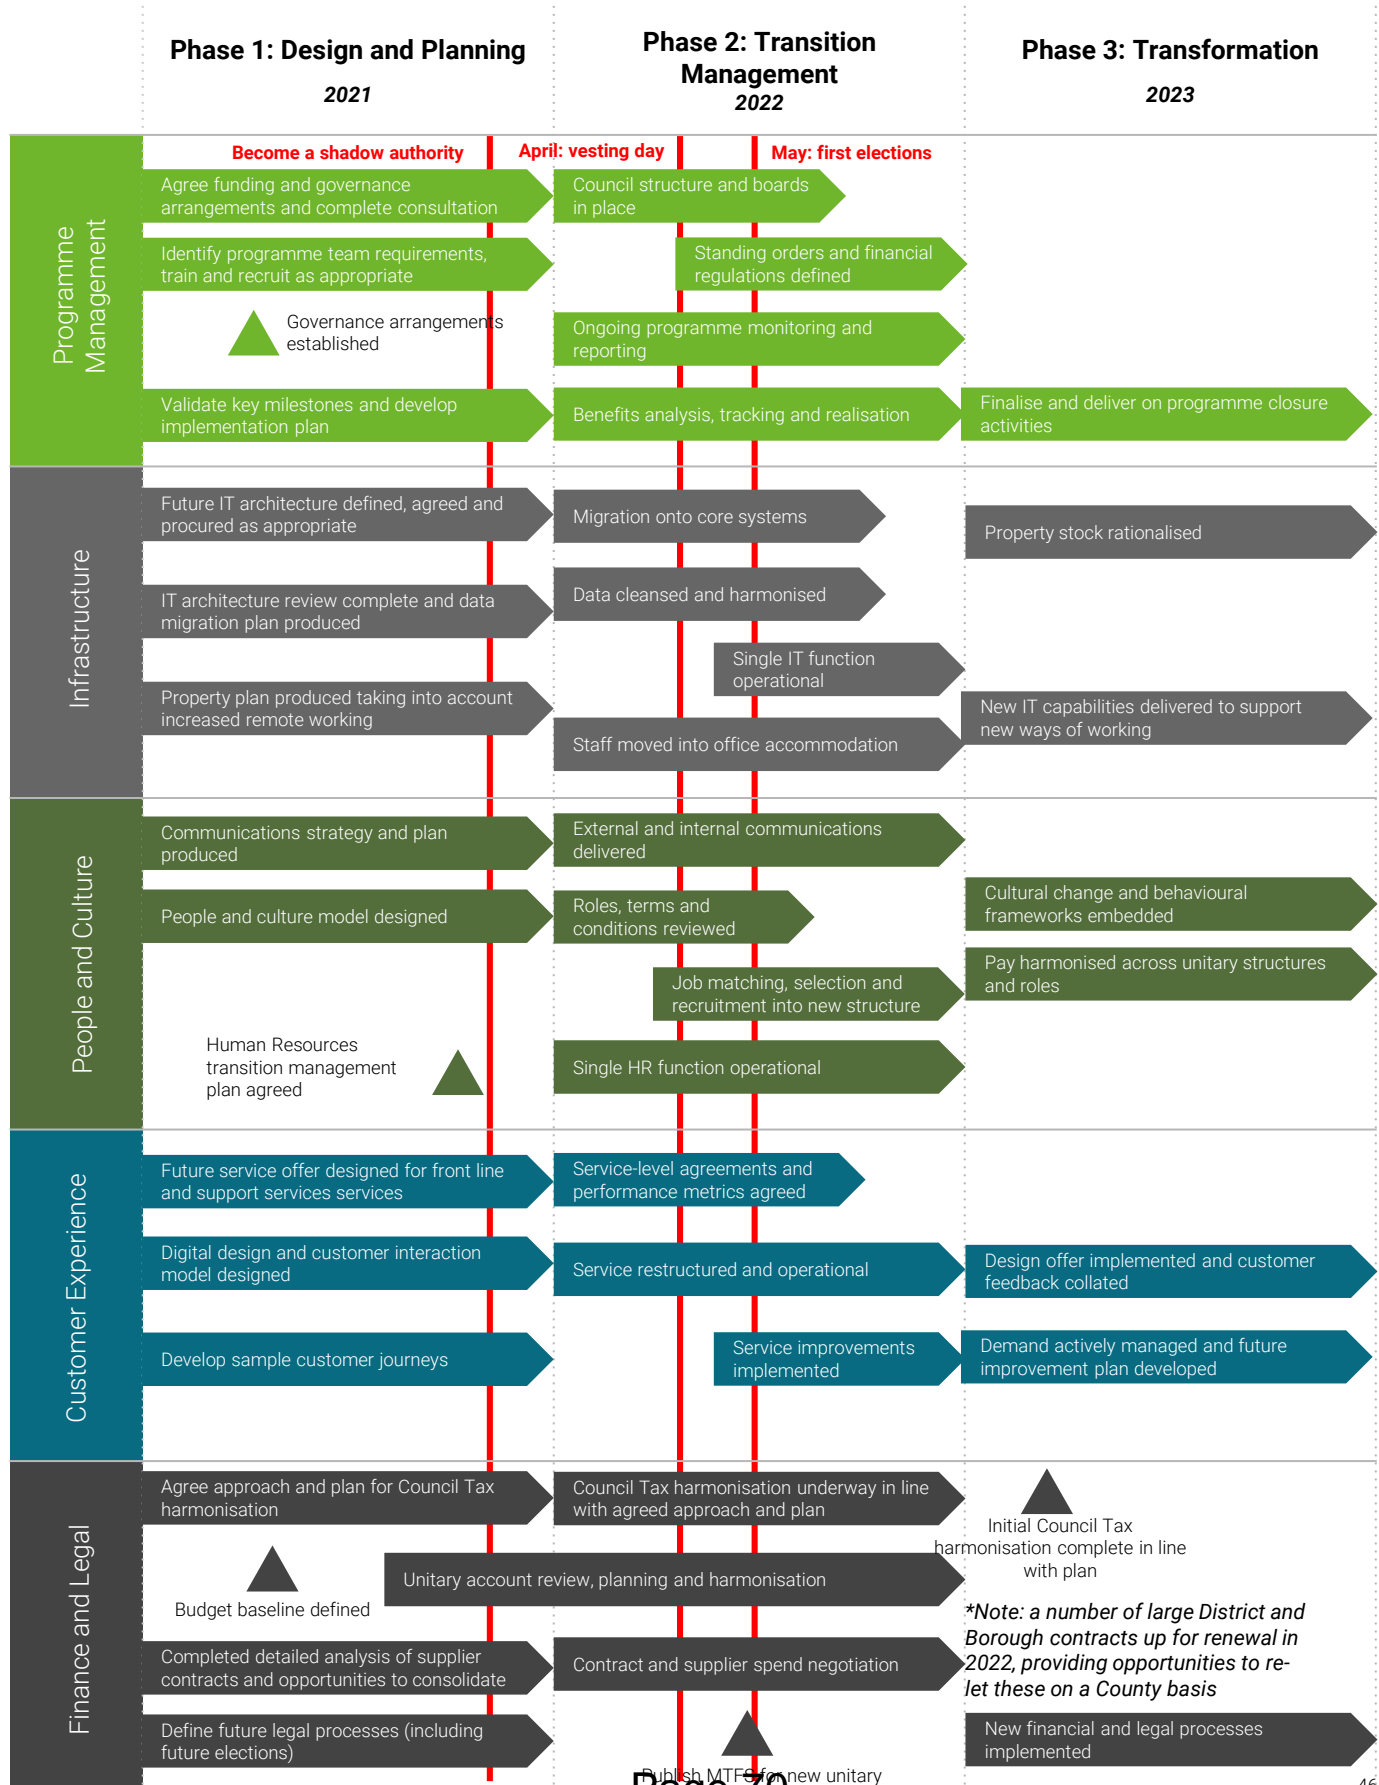 Phase 1: Design and Planning
2021
Phase 2: Transition
Management
2022
Phase 3: Transformation
2023
Programme
Management
Become a shadow authority
April: vesting day
May: first elections
Agree funding and governance
arrangements and complete consultation
Council structure and boards
in place
Identify programme team requirements,
train and recruit as appropriate
Standing orders and financial
regulations defined
Governance arrangements
established
Ongoing programme monitoring and
reporting
Validate key milestones and develop
implementation plan
Benefits analysis, tracking and realisation
Finalise and deliver on programme closure
activities
Infrastructure
Future IT architecture defined, agreed and
procured as appropriate
Migration onto core systems
Property stock rationalised
IT architecture review complete and data
migration plan produced
Data cleansed and harmonised
Single IT function
operational
Property plan produced taking into account
increased remote working
Staff moved into office accommodation
New IT capabilities delivered to support
new ways of working
People and Culture
Communications strategy and plan
produced
External and internal communications
delivered
People and culture model designed
Roles, terms and
conditions reviewed
Cultural change and behavioural
frameworks embedded
Job matching, selection and
recruitment into new structure
Pay harmonised across unitary structures
and roles
Human Resources
transition management
plan agreed
Single HR function operational
Customer Experience
Future service offer designed for front line
and support services services
Service-level agreements and
performance metrics agreed
Digital design and customer interaction
model designed
Service restructured and operational
Design offer implemented and customer
feedback collated
Develop sample customer journeys
Service improvements
implemented
Demand actively managed and future
improvement plan developed
Finance and Legal
Agree approach and plan for Council Tax
harmonisation
Council Tax harmonisation underway in line
with agreed approach and plan
Initial Council Tax
harmonisation complete in line
with plan
Budget baseline defined
Unitary account review, planning and harmonisation
*Note: a number of large District and
Borough contracts up for renewal in
2022, providing opportunities to re-
let these on a County basis
Completed detailed analysis of supplier
contracts and opportunities to consolidate
Contract and supplier spend negotiation
Define future legal processes (including
future elections)
New financial and legal processes
implemented
Publish MTFS for new unitary
Page 70
46